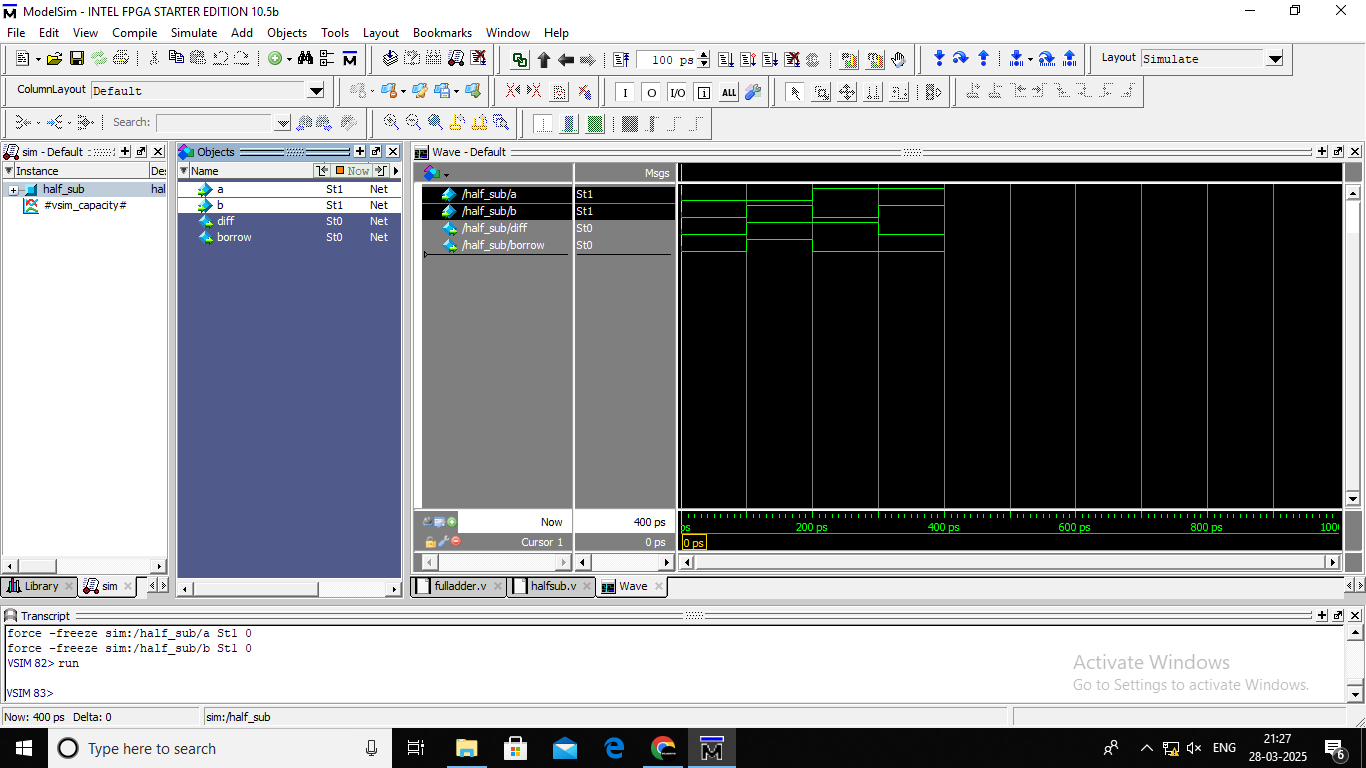 ModelSim - INTEL FPGA STARTER EDITION 10.5b
File Edit View Compile Simulate Add Objects Tools Layout Bookmarks Window Help
100 ps
Layout Simulate
ColumnLayout Default
I O I/O i ALL
Search:
sim - Default
Instance De
half_sub hal
#vsim_capacity#
Objects
Name Now
a St1 Net
b St1 Net
diff St0 Net
borrow St0 Net
Wave - Default
Msgs
/half_sub/a St1
/half_sub/b St1
/half_sub/diff St0
/half_sub/borrow St0
Now 400 ps
Cursor 1 0 ps
ps 200 ps 400 ps 600 ps 800 ps 100
0 ps
Library sim
fulladder.v halfsub.v Wave
Transcript
force -freeze sim:/half_sub/a St1 0
force -freeze sim:/half_sub/b St1 0
VSIM 82> run
VSIM 83>
Activate Windows
Go to Settings to activate Windows.
Now: 400 ps Delta: 0 sim:/half_sub
Type here to search
ENG
21:27
28-03-2025
6